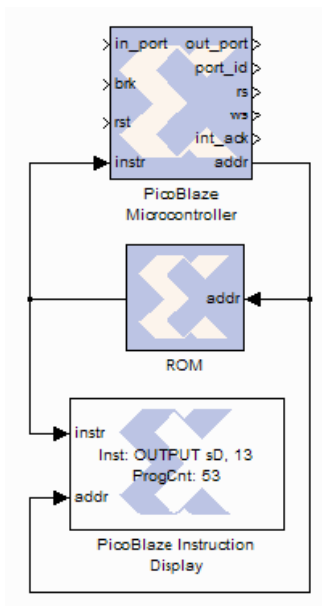 in_port out_port
port_id
brk
rs
ws
rst
int_ack
instr addr
PicoBlaze
Microcontroller
addr
ROM
instr
Inst: OUTPUT sD, 13
ProgCnt: 53
addr
PicoBlaze Instruction
Display